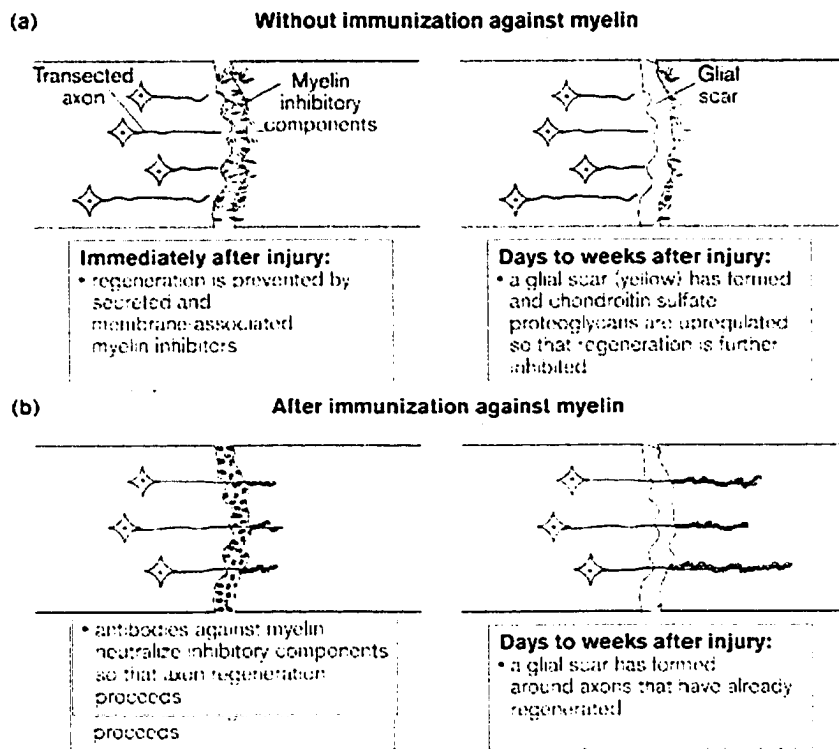 (a) Without immunization against myelin
Transected
axon
Myelin
inhibitory
components
Glial
scar
Immediately after injury:
• regeneration is prevented by
secreted and
membrane-associated
myelin inhibitors
Days to weeks after injury:
• a glial scar (yellow) has formed
and chondroitin sulfate
proteoglycans are upregulated
so that regeneration is further
inhibited
(b) After immunization against myelin
• antibodies against myelin
neutralize inhibitory components
so that axon regeneration
proceeds
proceeds
Days to weeks after injury:
• a glial scar has formed
around axons that have already
regenerated